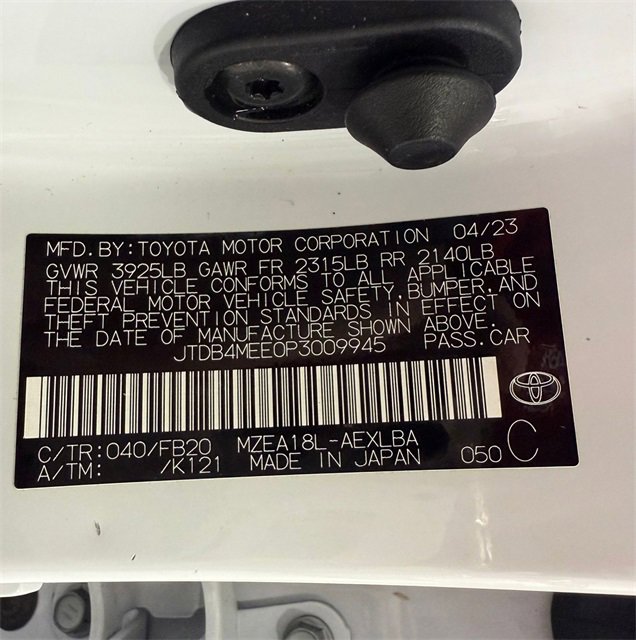 MFD.BY:TOYOTA MOTOR CORPORATION 04/23
GVWR 3925LB GAWR FR 2315LB RR 2140LB
THIS VEHICLE CONFORMS TO ALL APPLICABLE
FEDERAL MOTOR VEHICLE SAFETY,BUMPER,AND
THEFT PREVENTION STANDARDS IN EFFECT ON
THE DATE OF MANUFACTURE SHOWN ABOVE.
JTDB4MEE0P3009945 PASS.CAR
C/TR:040/FB20 MZEA18L-AEXLBA
A/TM: /K121 MADE IN JAPAN 050 C